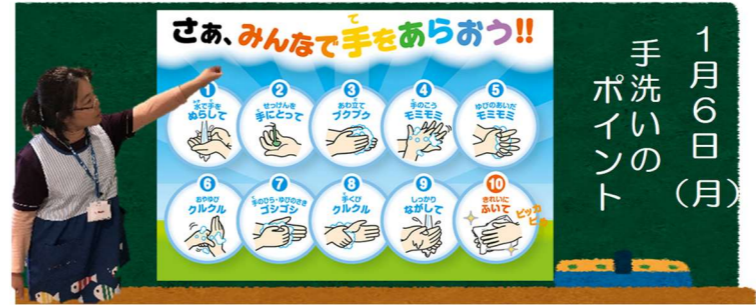 1月6日（月）
手洗いの
ポイント
て
さぁ、みんなで手をあらおう!!
1
水で手を
ぬらして
2
せっけんを
手にとって
3
あわ立て
ブクブク
4
手のこう
モミモミ
5
ゆびのあいだ
モミモミ
6
おやゆび
クルクル
7
手のひら・ゆびのさき
ゴシゴシ
8
手くび
クルクル
9
しっかり
ながして
10
きれいに
ふいて
ピッカ
ピカ